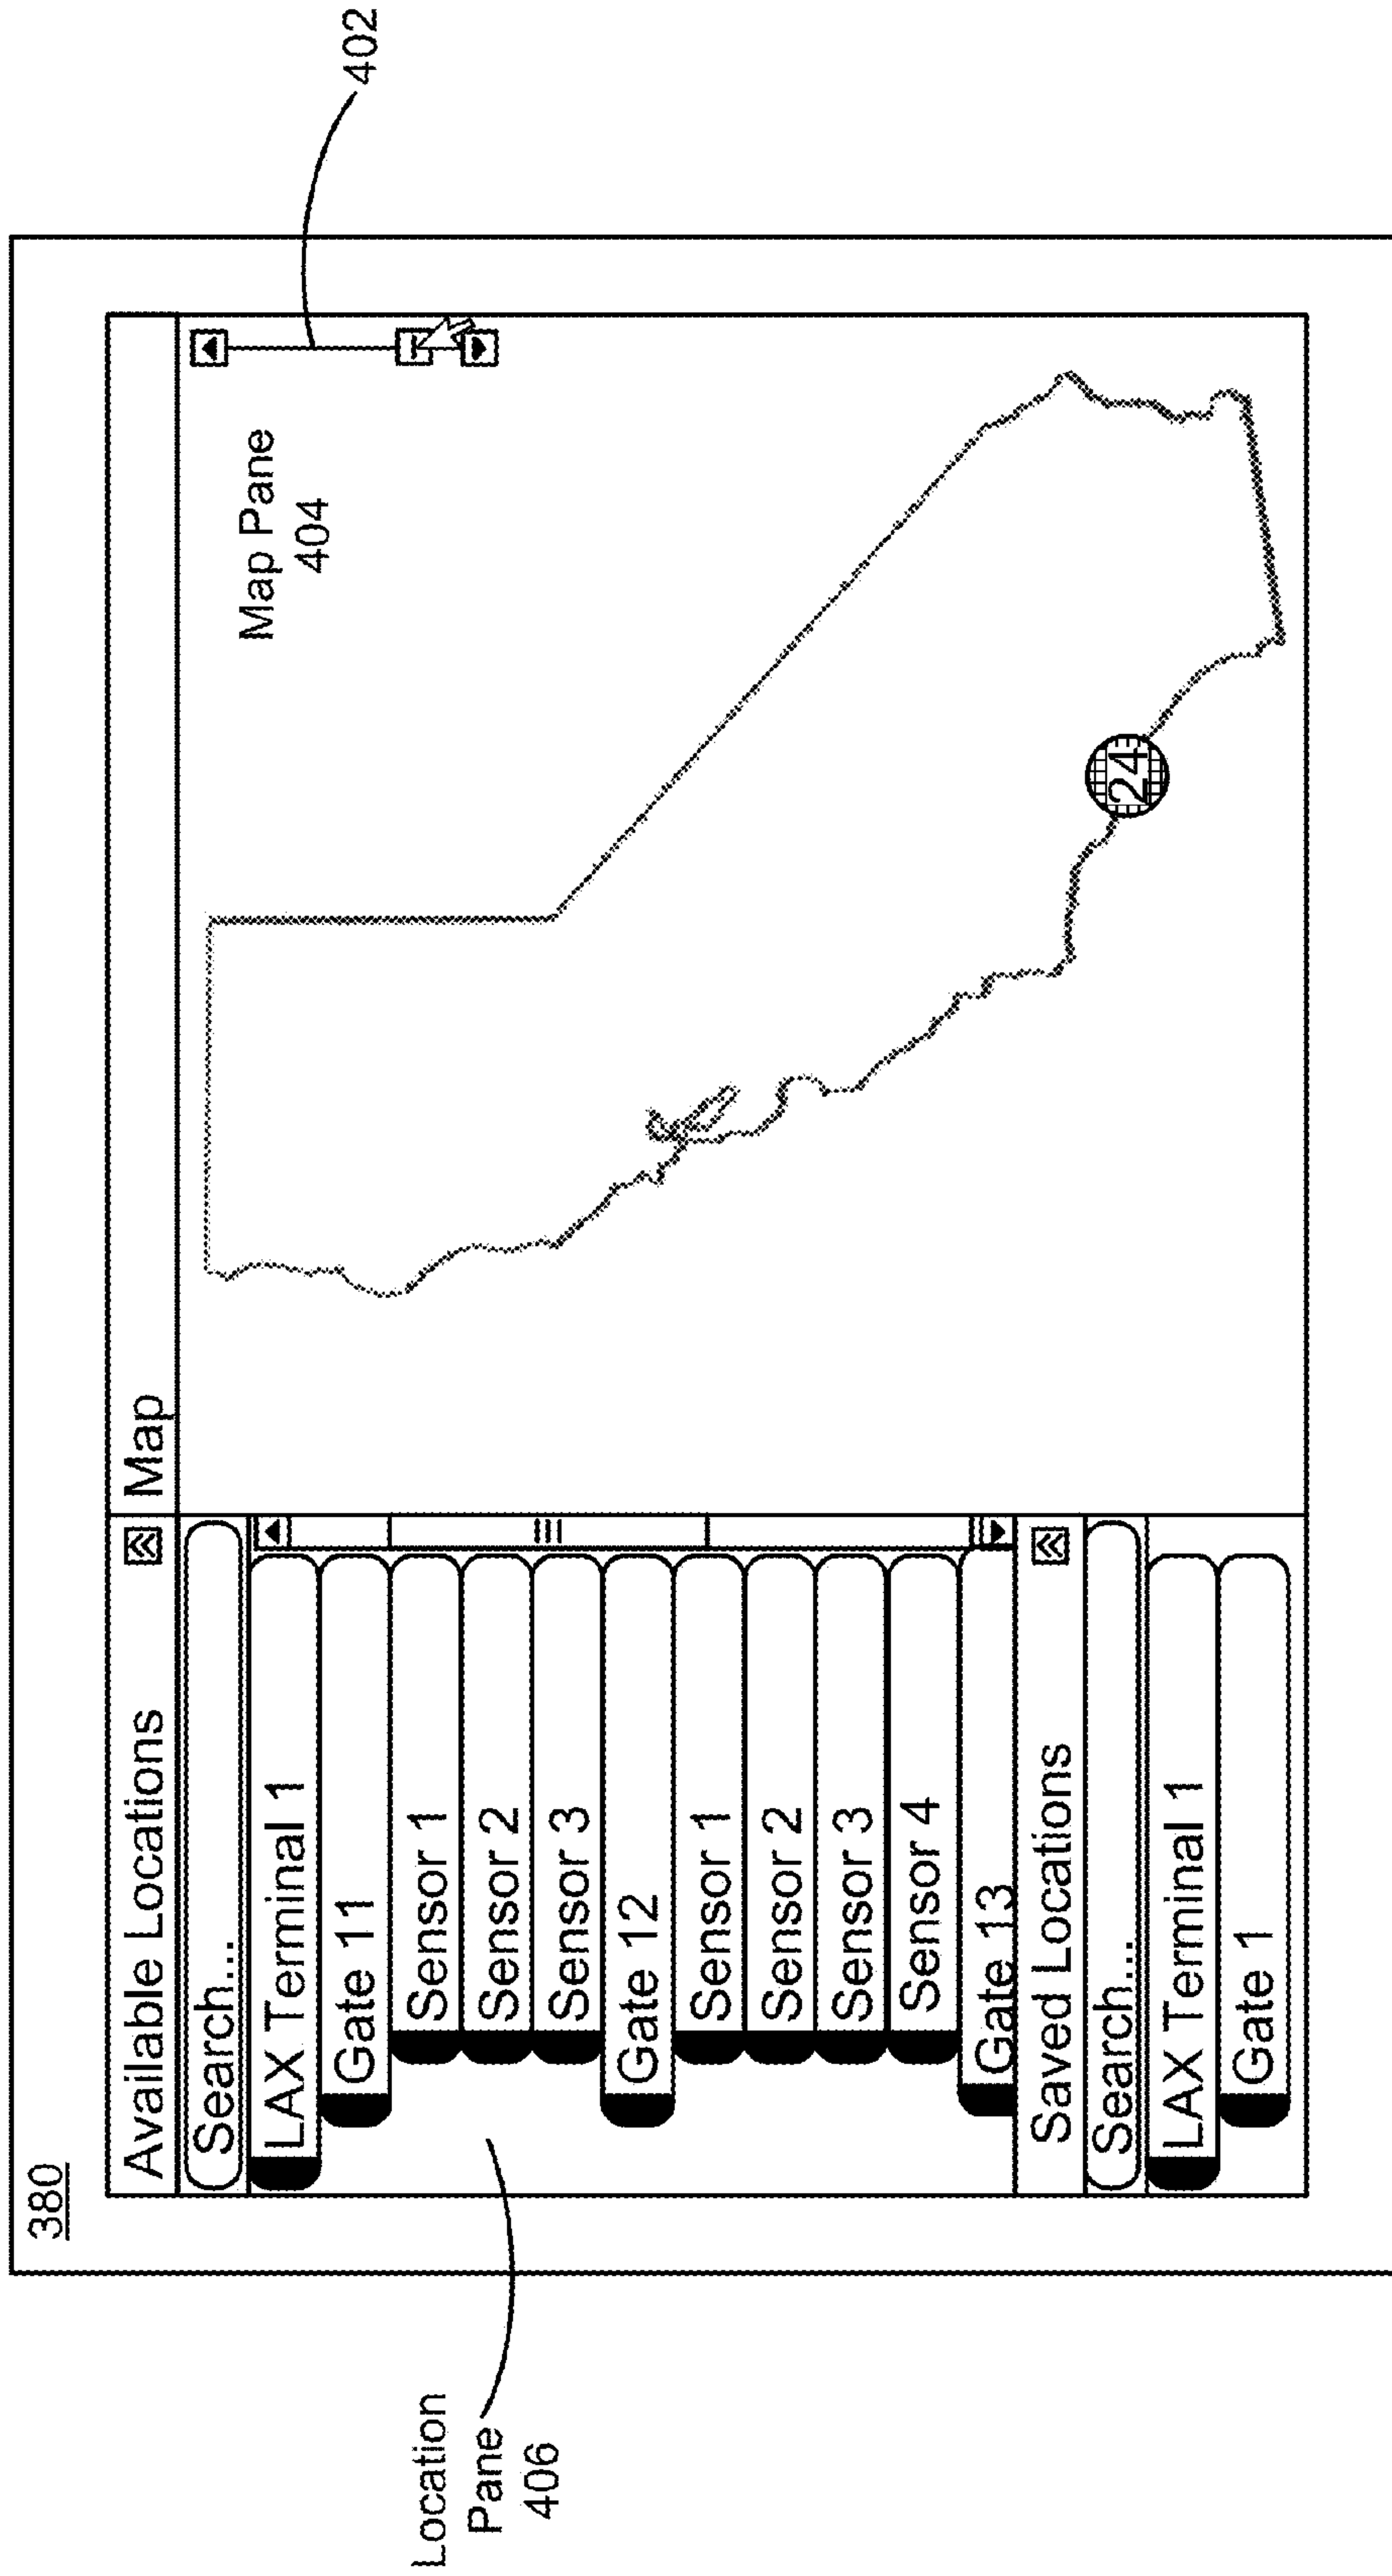 380
402
Available Locations
Map
Search...
LAX Terminal 1
Gate 11
Sensor 1
Sensor 2
Sensor 3
Gate 12
Sensor 1
Sensor 2
Sensor 3
Sensor 4
Gate 13
Saved Locations
Search...
LAX Terminal 1
Gate 1
Map Pane
404
24
Location
Pane
406